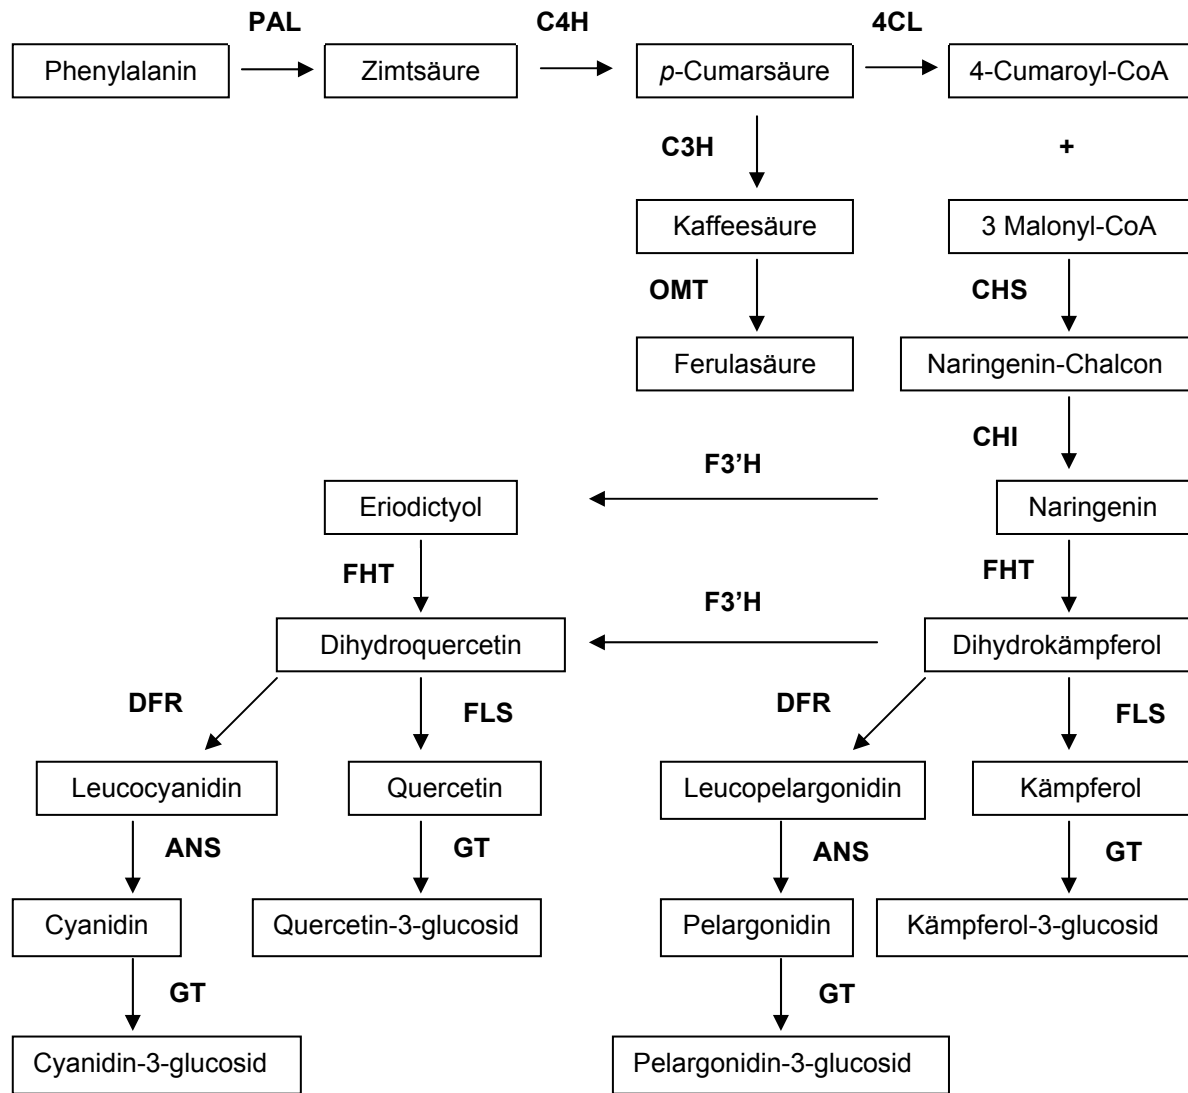 PAL C4H 4CL
Phenylalanin Zimtsäure p-Cumarsäure 4-Cumaroyl-CoA
C3H +
Kaffeesäure 3 Malonyl-CoA
OMT CHS
Ferulasäure Naringenin-Chalcon
CHI
F3’H
Eriodictyol Naringenin
FHT FHT
F3’H
Dihydroquercetin Dihydrokämpferol
DFR FLS DFR FLS
Leucocyanidin Quercetin Leucopelargonidin Kämpferol
ANS GT ANS GT
Cyanidin Quercetin-3-glucosid Pelargonidin Kämpferol-3-glucosid
GT GT
Cyanidin-3-glucosid Pelargonidin-3-glucosid